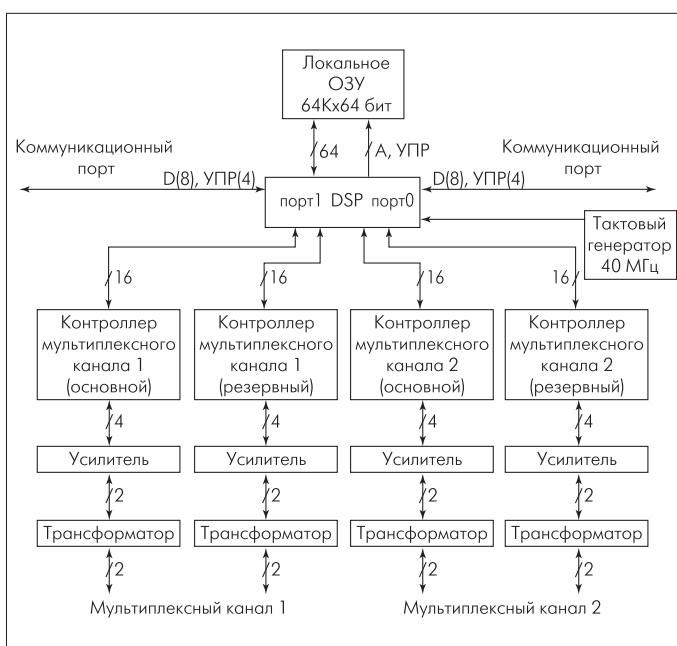 Локальное
ОЗУ
64Кx64 бит
64
А, УПР
Коммуникационный
порт
D(8), УПР(4)
Коммуникационный
порт
D(8), УПР(4)
порт1 DSP порт0
Тактовый
генератор
40 МГц
16
16
16
16
Контроллер
мультиплексного
канала 1
(основной)
Контроллер
мультиплексного
канала 1
(резервный)
Контроллер
мультиплексного
канала 2
(основной)
Контроллер
мультиплексного
канала 2
(резервный)
4
4
4
4
Усилитель
Усилитель
Усилитель
Усилитель
2
2
2
2
Трансформатор
Трансформатор
Трансформатор
Трансформатор
2
2
2
2
Мультиплексный канал 1
Мультиплексный канал 2